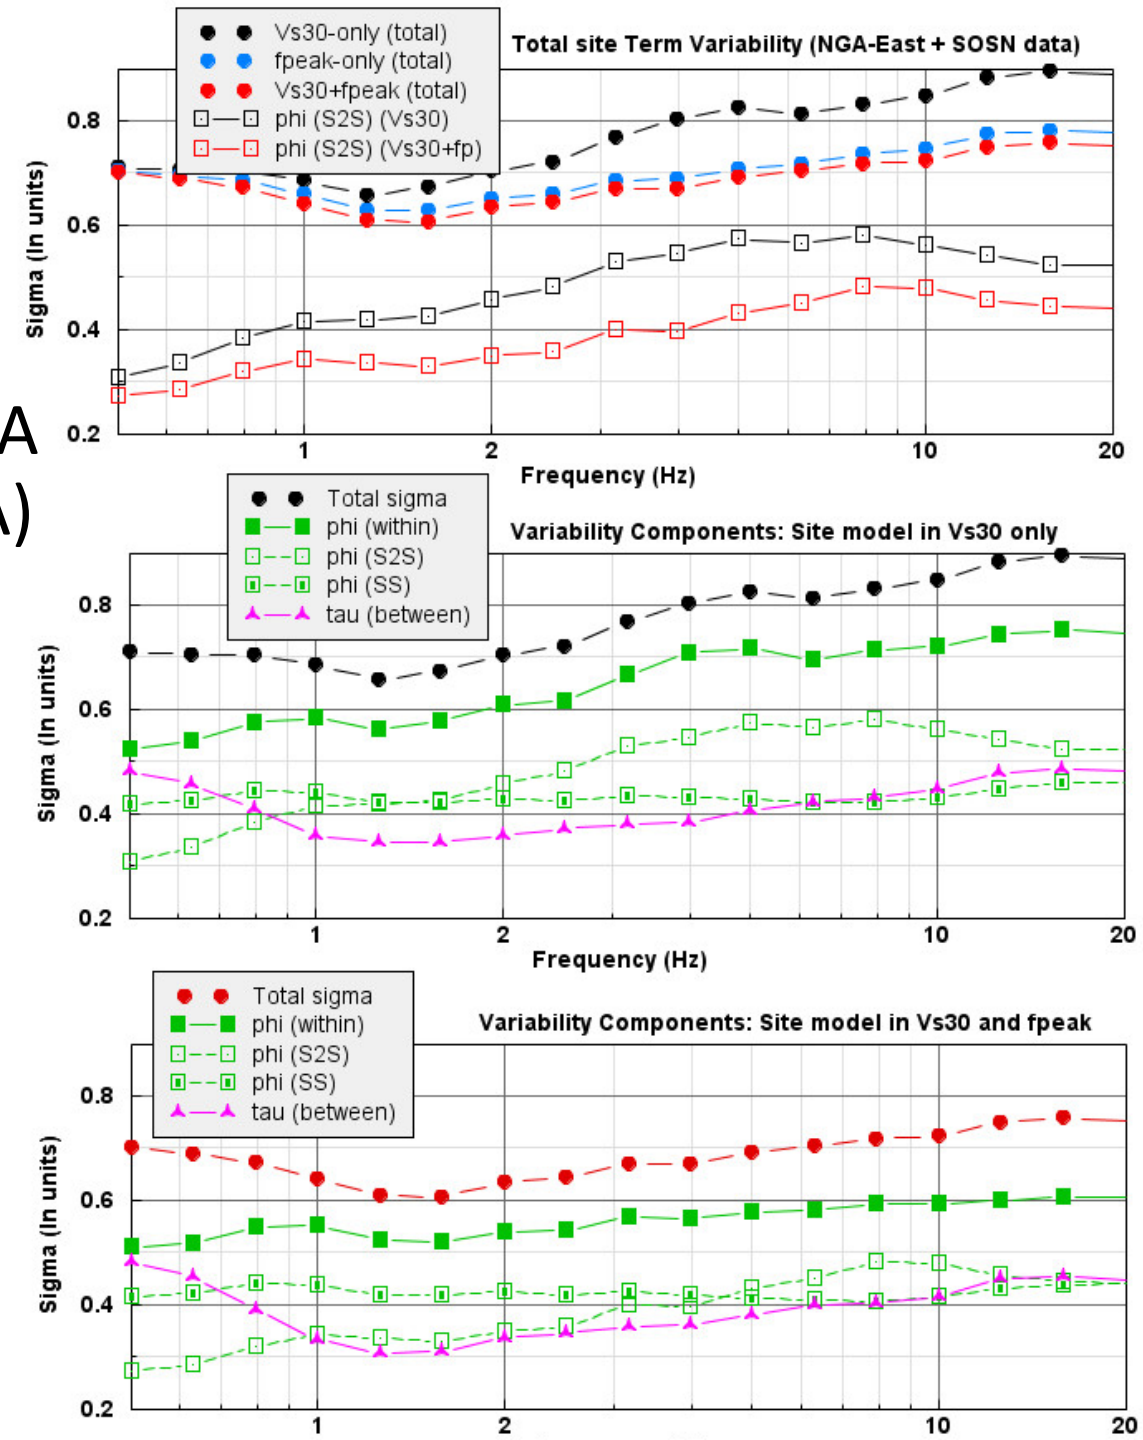 Vs30-only (total)
fpeak-only (total)
Vs30+fpeak (total)
phi (S2S) (Vs30)
phi (S2S) (Vs30+fp)
Total site Term Variability (NGA-East + SOSN data)
Sigma (ln units)
0.8
0.6
0.4
0.2
1 2 10 20
Frequency (Hz)
A
A)
Total sigma
phi (within)
phi (S2S)
phi (SS)
tau (between)
Variability Components: Site model in Vs30 only
Sigma (ln units)
0.8
0.6
0.4
0.2
1 2 10 20
Frequency (Hz)
Total sigma
phi (within)
phi (S2S)
phi (SS)
tau (between)
Variability Components: Site model in Vs30 and fpeak
Sigma (ln units)
0.8
0.6
0.4
0.2
1 2 10 20